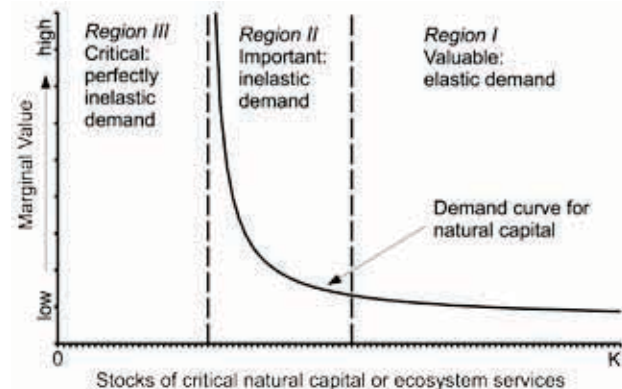 Region III
Critical:
perfectly
inelastic
demand
Region II
Important:
inelastic
demand
Region I
Valuable:
elastic demand
high
Marginal Value
low
Demand curve for
natural capital
0
K
Stocks of critical natural capital or ecosystem services